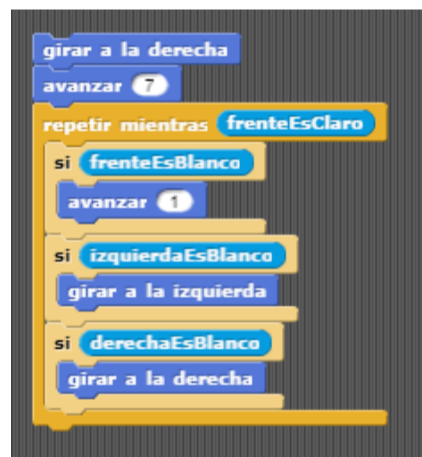 girar a la derecha
avanzar 7
repetir mientras frenteEsClaro
si frenteEsBlanco
avanzar 1
si izquierdaEsBlanco
girar a la izquierda
si derechaEsBlanco
girar a la derecha